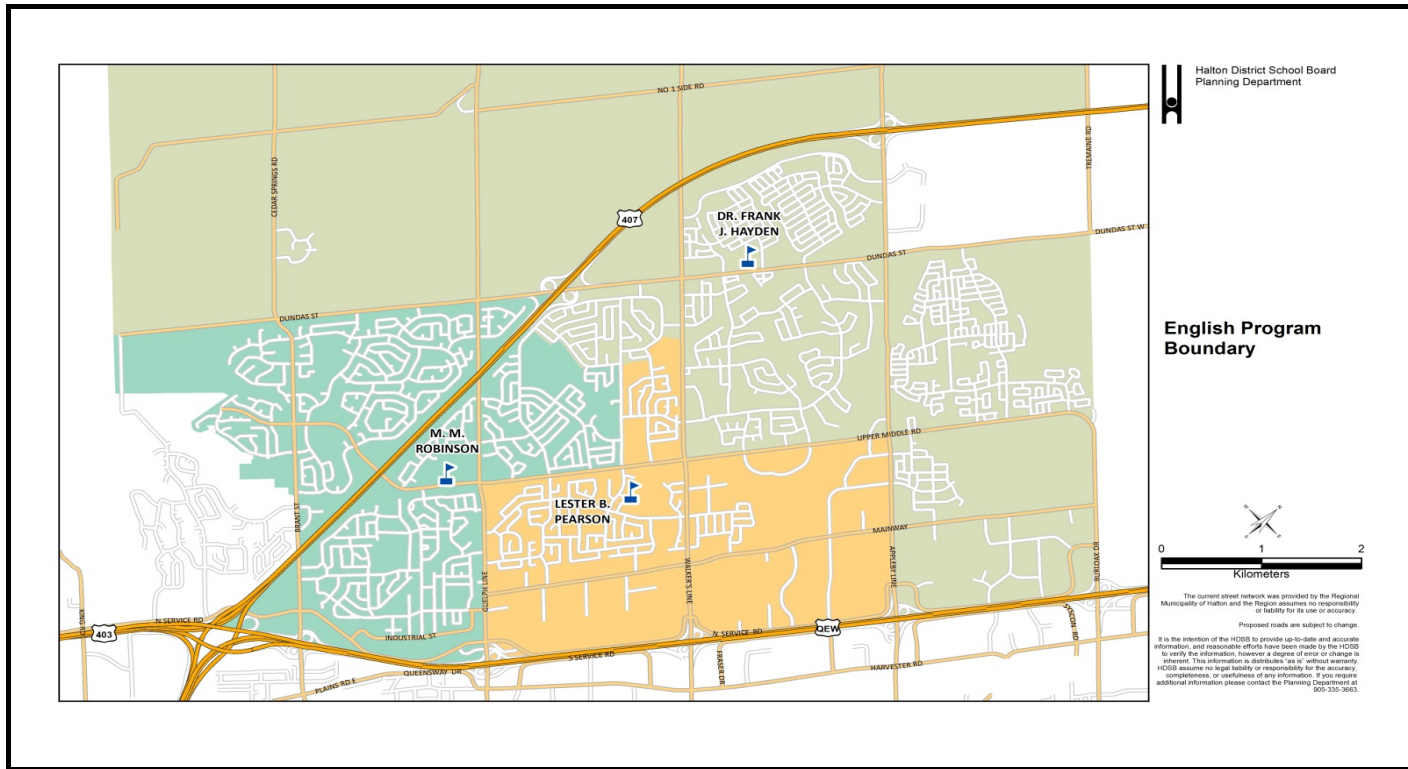 Halton District School Board
Planning Department
NO 1 SIDE RD
CEDAR SPRINGS RD
TREMAINE RD
407
DR. FRANK
J. HAYDEN
DUNDAS ST W
DUNDAS ST
DUNDAS ST
English Program
Boundary
M. M.
ROBINSON
UPPER MIDDLE RD
LESTER B.
PEARSON
BRANT ST
MAINWAY
GUELPH LINE
WALKER'S LINE
APPLEBY LINE
BURLOAK DR
0 1 2
Kilometers
KING RD
N SERVICE RD
403
INDUSTRIAL ST
N SERVICE RD
QEW
SYSCON RD
S SERVICE RD
QUEENSWAY DR
FRASER DR
HARVESTER RD
PLAINS RD E
The current street network was provided by the Regional
Municipality of Halton and the Region assumes no responsibility
or liability for its use or accuracy.
Proposed roads are subject to change.
It is the intention of the HDSB to provide up-to-date and accurate
information, and reasonable efforts have been made by the HDSB
to verify the information, however a degree of error or change is
inherent. This information is distributes "as is" without warranty.
HDSB assume no legal liability or responsibility for the accuracy,
completeness, or usefulness of any information. If you require
additional information please contact the Planning Department at
905-335-3663.